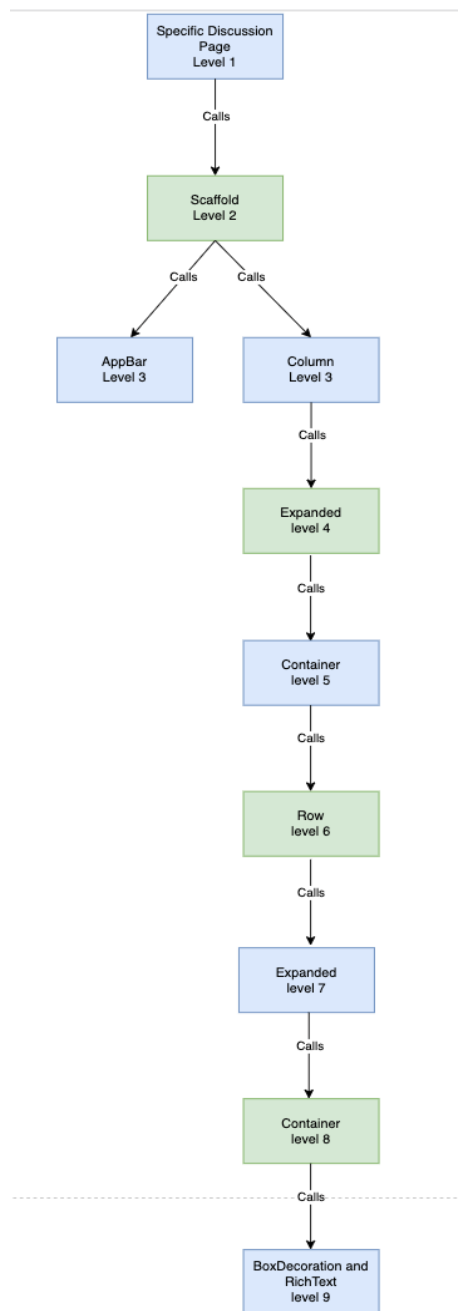 Specific Discussion
Page
Level 1
Calls
Scaffold
Level 2
Calls
Calls
AppBar
Level 3
Column
Level 3
Calls
Expanded
level 4
Calls
Container
level 5
Calls
Row
level 6
Calls
Expanded
level 7
Calls
Container
level 8
Calls
BoxDecoration and
RichText
level 9